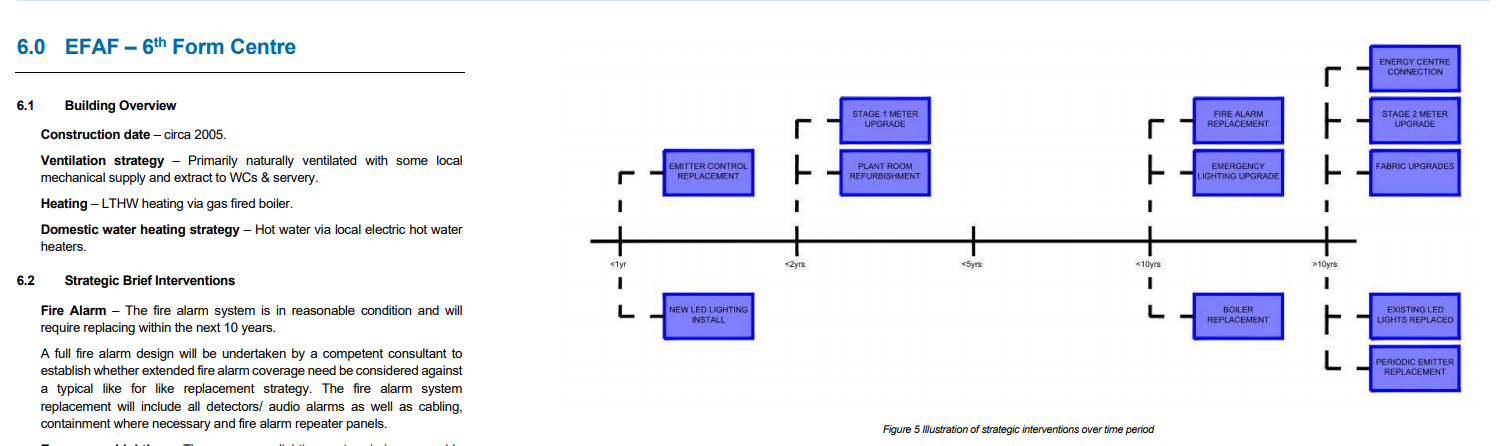 6.0 EFAF – 6th Form Centre
6.1 Building Overview
Construction date – circa 2005.
Ventilation strategy – Primarily naturally ventilated with some local
mechanical supply and extract to WCs & servery.
Heating – LTHW heating via gas fired boiler.
Domestic water heating strategy – Hot water via local electric hot water
heaters.
6.2 Strategic Brief Interventions
Fire Alarm – The fire alarm system is in reasonable condition and will
require replacing within the next 10 years.
A full fire alarm design will be undertaken by a competent consultant to
establish whether extended fire alarm coverage need be considered against
a typical like for like replacement strategy. The fire alarm system
replacement will include all detectors/ audio alarms as well as cabling,
containment where necessary and fire alarm repeater panels.
EMITTER CONTROL
REPLACEMENT
STAGE 1 METER
UPGRADE
PLANT ROOM
REFURBISHMENT
FIRE ALARM
REPLACEMENT
EMERGENCY
LIGHTING UPGRADE
ENERGY CENTRE
CONNECTION
STAGE 2 METER
UPGRADE
FABRIC UPGRADES
<1yr
<2yrs
<5yrs
<10yrs
>10yrs
NEW LED LIGHTING
INSTALL
BOILER
REPLACEMENT
EXISTING LED
LIGHTS REPLACED
PERIODIC EMITTER
REPLACEMENT
Figure 5 Illustration of strategic interventions over time period